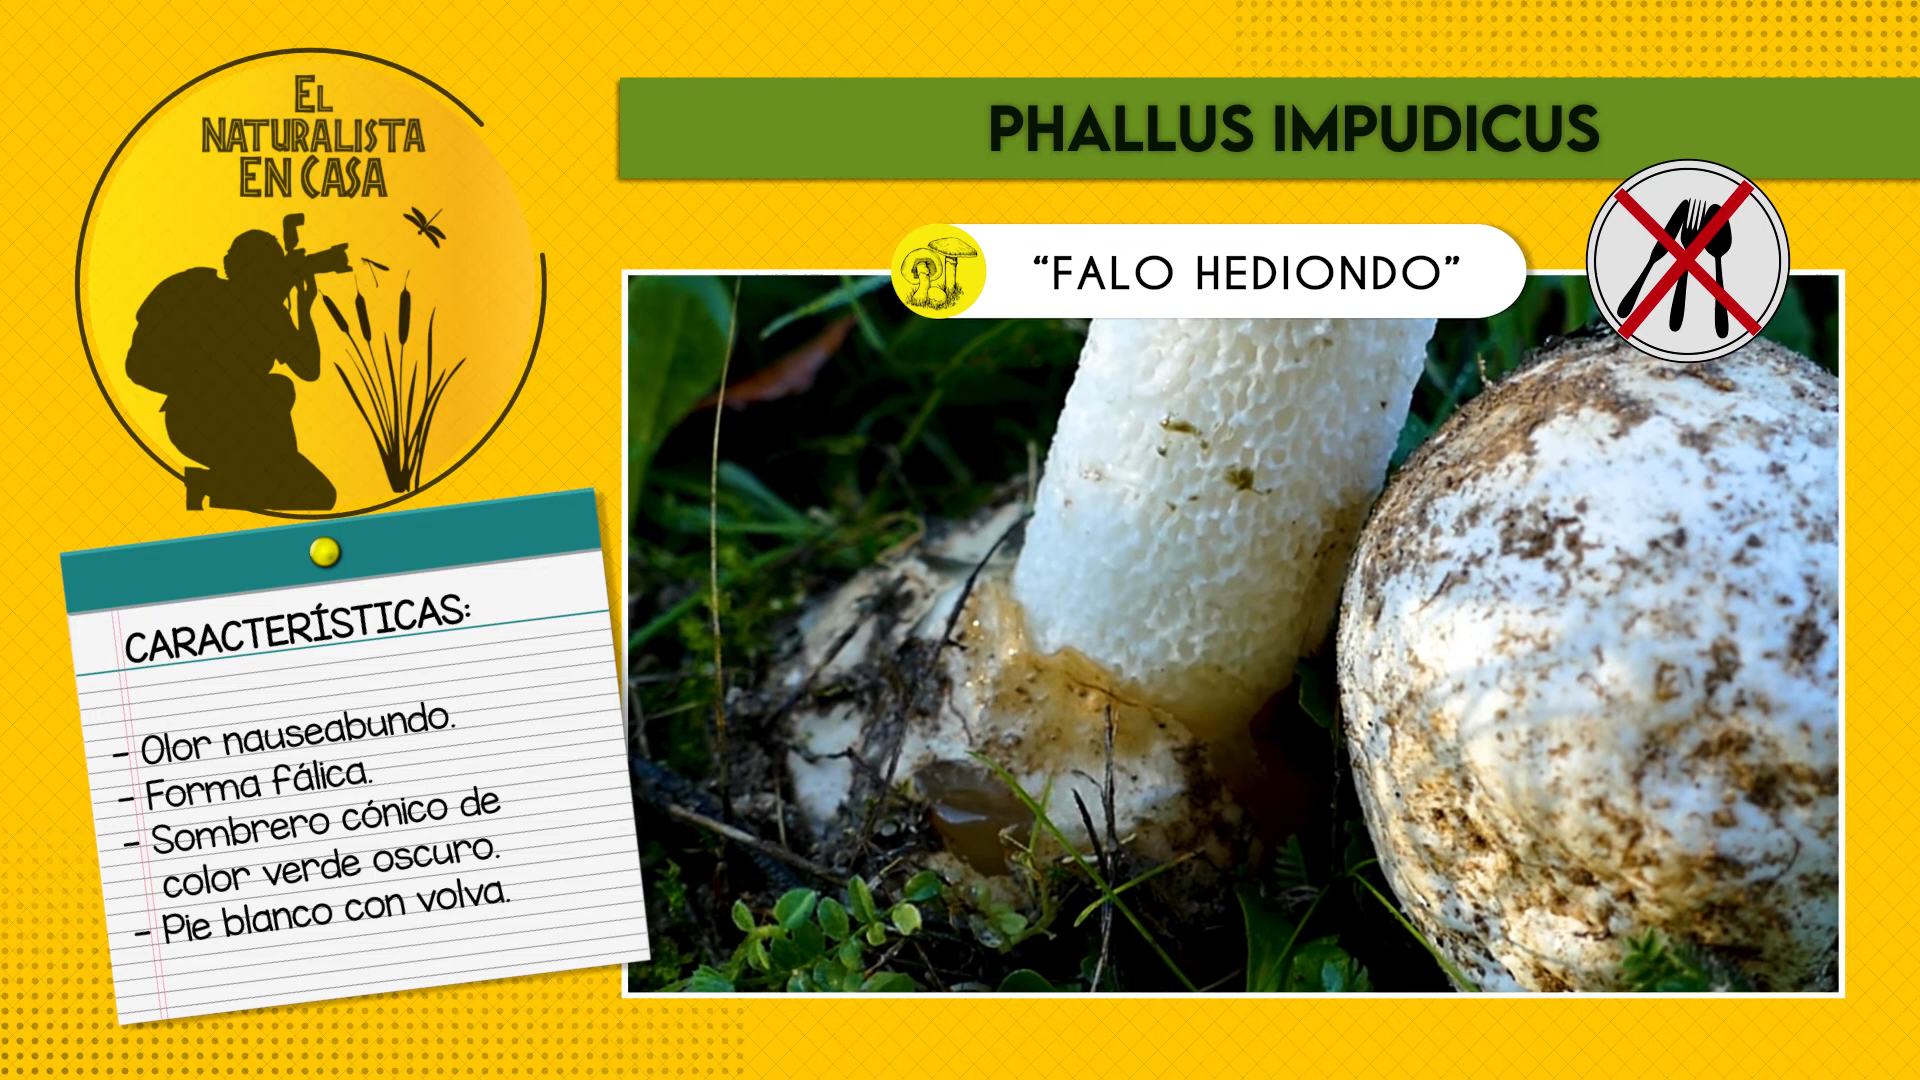 EL
NATURALISTA
EN CASA
PHALLUS IMPUDICUS
“FALO HEDIONDO”
CARACTERÍSTICAS:
- Olor nauseabundo.
- Forma fálica.
- Sombrero cónico de
color verde oscuro.
- Pie blanco con volva.